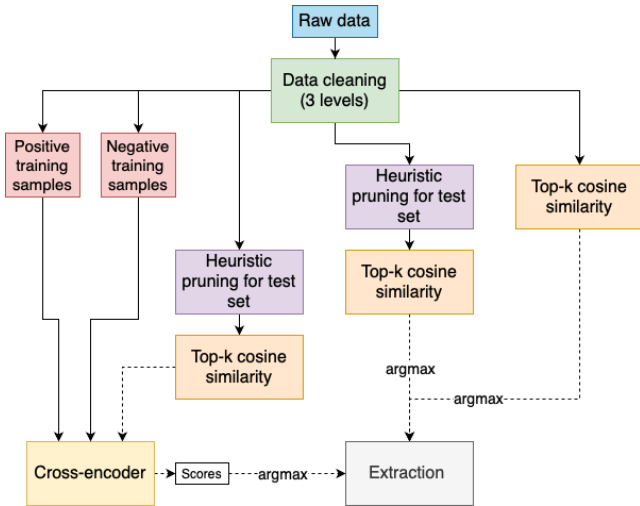 Raw data
Data cleaning
(3 levels)
Positive
training
samples
Negative
training
samples
Heuristic
pruning for test
set
Top-k cosine
similarity
Heuristic
pruning for test
set
Top-k cosine
similarity
Top-k cosine
similarity
argmax
argmax
Cross-encoder
Scores
argmax
Extraction